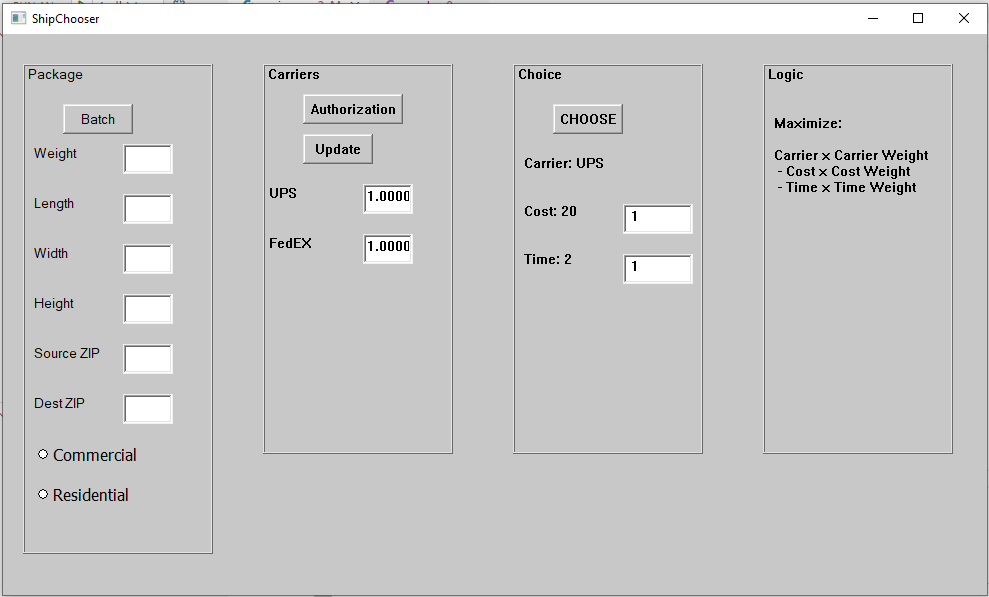 ShipChooser
Package
Batch
Weight
Length
Width
Height
Source ZIP
Dest ZIP
Commercial
Residential
Carriers
Authorization
Update
UPS 1.0000
FedEX 1.0000
Choice
CHOOSE
Carrier: UPS
Cost: 20 1
Time: 2 1
Logic
Maximize:
Carrier x Carrier Weight
- Cost x Cost Weight
- Time x Time Weight